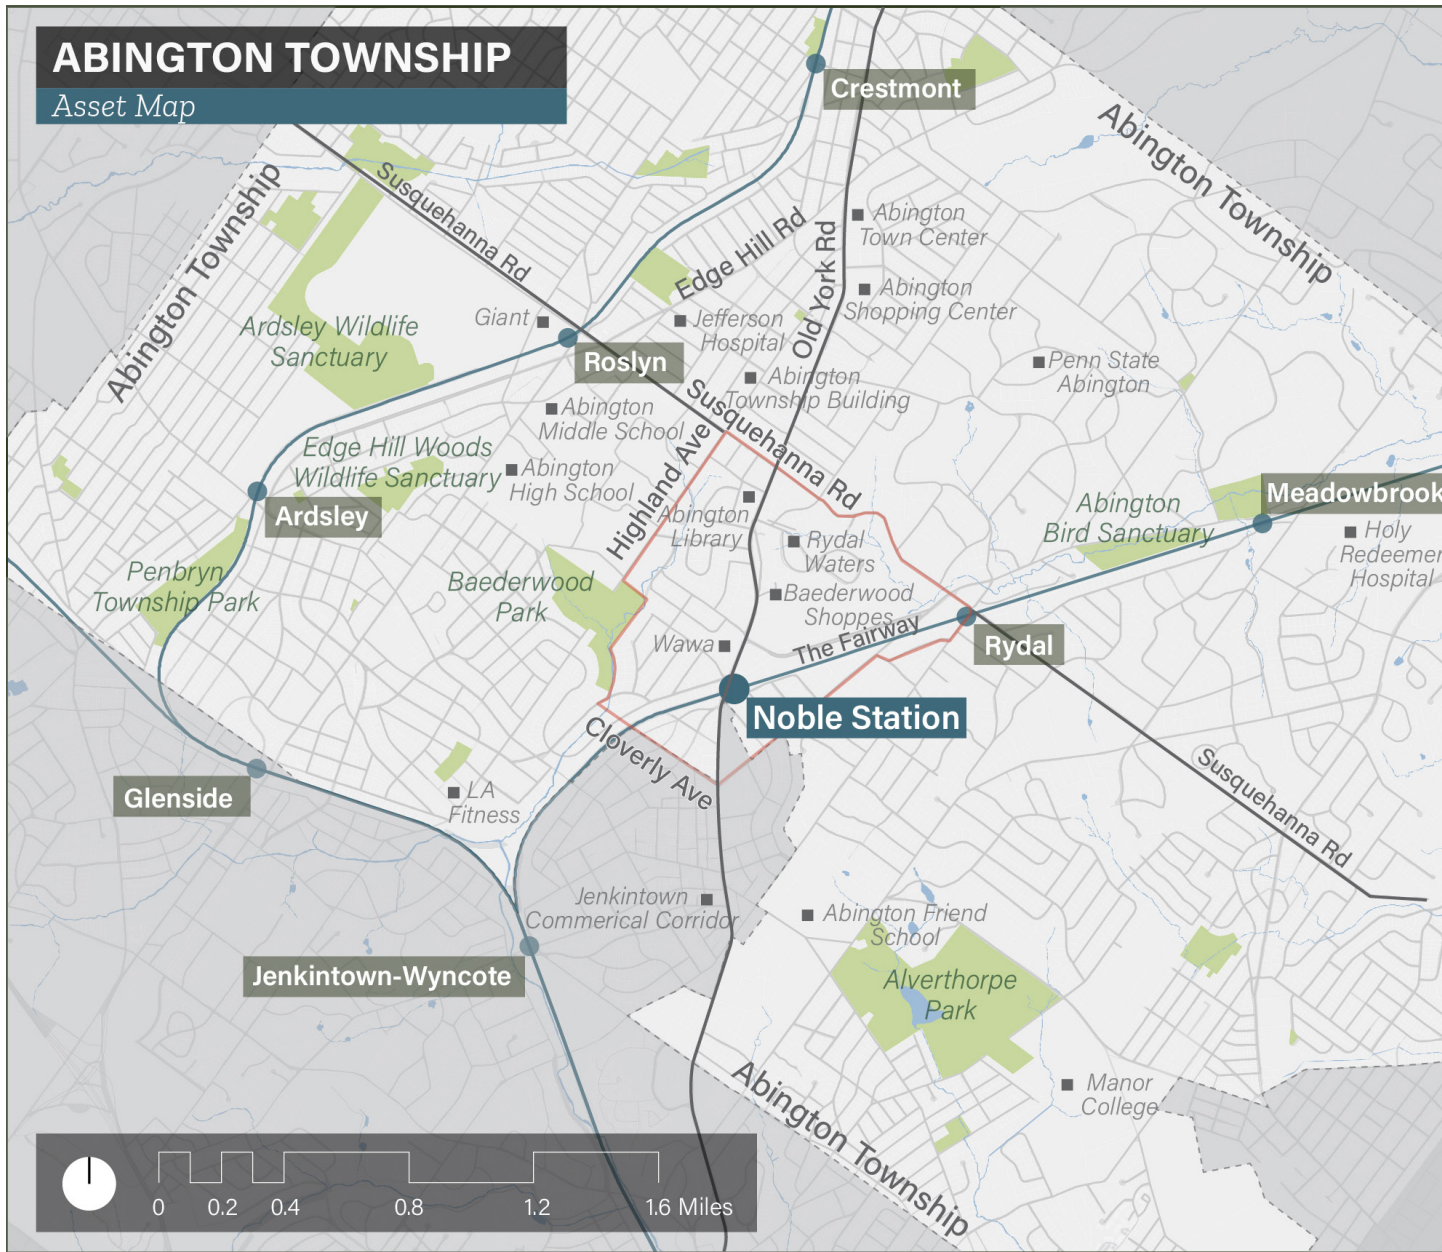 ABINGTON TOWNSHIP
Asset Map
Crestmont
Abington Township
Abington Township
Susquehanna Rd
Edge Hill Rd
Old York Rd
Abington
Town Center
Abington
Shopping Center
Giant
Jefferson
Hospital
Ardsley Wildlife
Sanctuary
Roslyn
Penn State
Abington
Abington
Township Building
Abington
Middle School
Susquehanna Rd
Highland Ave
Edge Hill Woods
Wildlife Sanctuary
Abington
High School
Ardsley
Abington
Library
Rydal
Waters
Abington
Bird Sanctuary
Meadowbrook
Holy
Redeemer
Hospital
Penbryn
Township Park
Baederwood
Park
Baederwood
Shoppes
Wawa
The Fairway
Rydal
Noble Station
Cloverly Ave
Susquehanna Rd
Glenside
LA
Fitness
Jenkintown
Commerical Corridor
Abington Friend
School
Jenkintown-Wyncote
Alverthorpe
Park
Manor
College
Abington Township
0 0.2 0.4 0.8 1.2 1.6 Miles